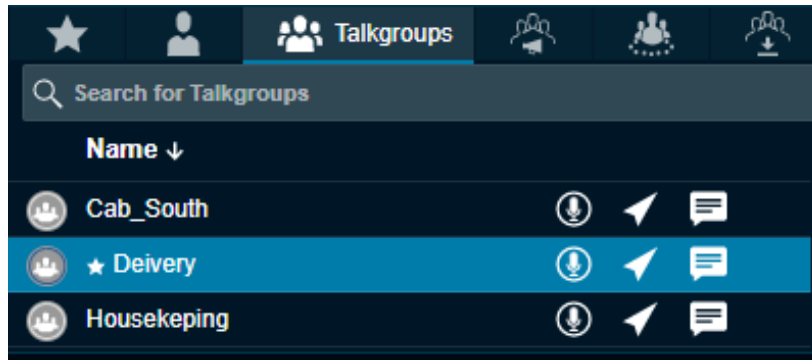 Talkgroups
Search for Talkgroups
Name ↓
Cab_South
★ Deivery
Housekeping